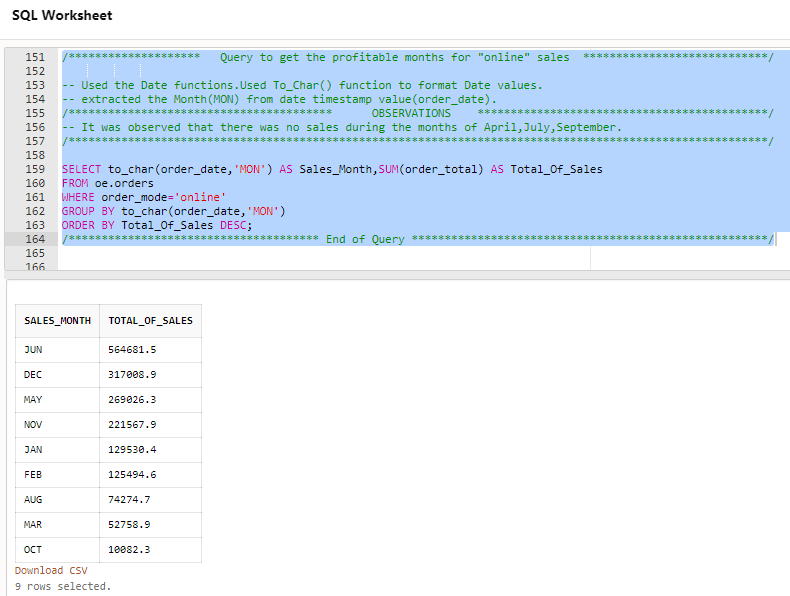 SQL Worksheet
151 /******************** Query to get the profitable months for "online" sales ****************************/
152
153 -- Used the Date functions.Used To_Char() function to format Date values.
154 -- extracted the Month(MON) from date timestamp value(order_date).
155 /**************************************** OBSERVATIONS ********************************************/
156 -- It was observed that there was no sales during the months of April,July,September.
157 /**********************************************************************************************************/
158
159 SELECT to_char(order_date,'MON') AS Sales_Month,SUM(order_total) AS Total_Of_Sales
160 FROM oe.orders
161 WHERE order_mode='online'
162 GROUP BY to_char(order_date,'MON')
163 ORDER BY Total_Of_Sales DESC;
164 /************************************** End of Query ******************************************************/
165
166
SALES_MONTH TOTAL_OF_SALES
JUN 564681.5
DEC 317008.9
MAY 269026.3
NOV 221567.9
JAN 129530.4
FEB 125494.6
AUG 74274.7
MAR 52758.9
OCT 10082.3
Download CSV
9 rows selected.